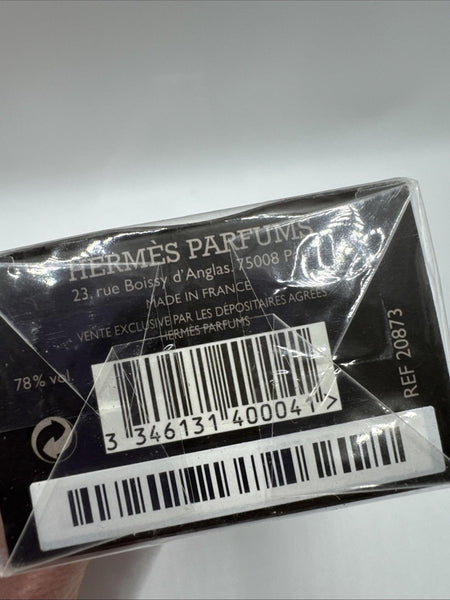 HERMÈS PARFUMS
23, rue Boissy d'Anglas. 75008
MADE IN FRANCE
VENTE EXCLUSIVE PAR LES DÉPOSITAIRES AGRÉÉS
HERMÈS PARFUMS
78% vol.
REF 20873
3 346131 400041 >